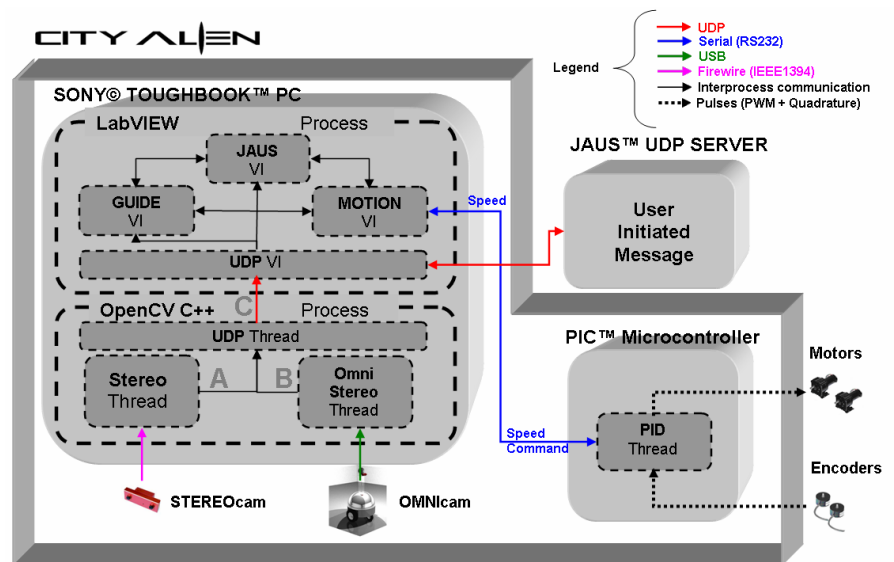 CITY ALIEN
Legend
UDP
Serial (RS232)
USB
Firewire (IEEE1394)
Interprocess communication
Pulses (PWM + Quadrature)
SONY© TOUGHBOOK™ PC
LabVIEW Process
JAUS
VI
GUIDE
VI
MOTION
VI
UDP VI
Speed
JAUS™ UDP SERVER
User
Initiated
Message
C
OpenCV C++ Process
UDP Thread
Stereo
Thread
A
B
Omni
Stereo
Thread
STEREOcam
OMNIcam
PIC™ Microcontroller
Speed
Command
PID
Thread
Motors
Encoders